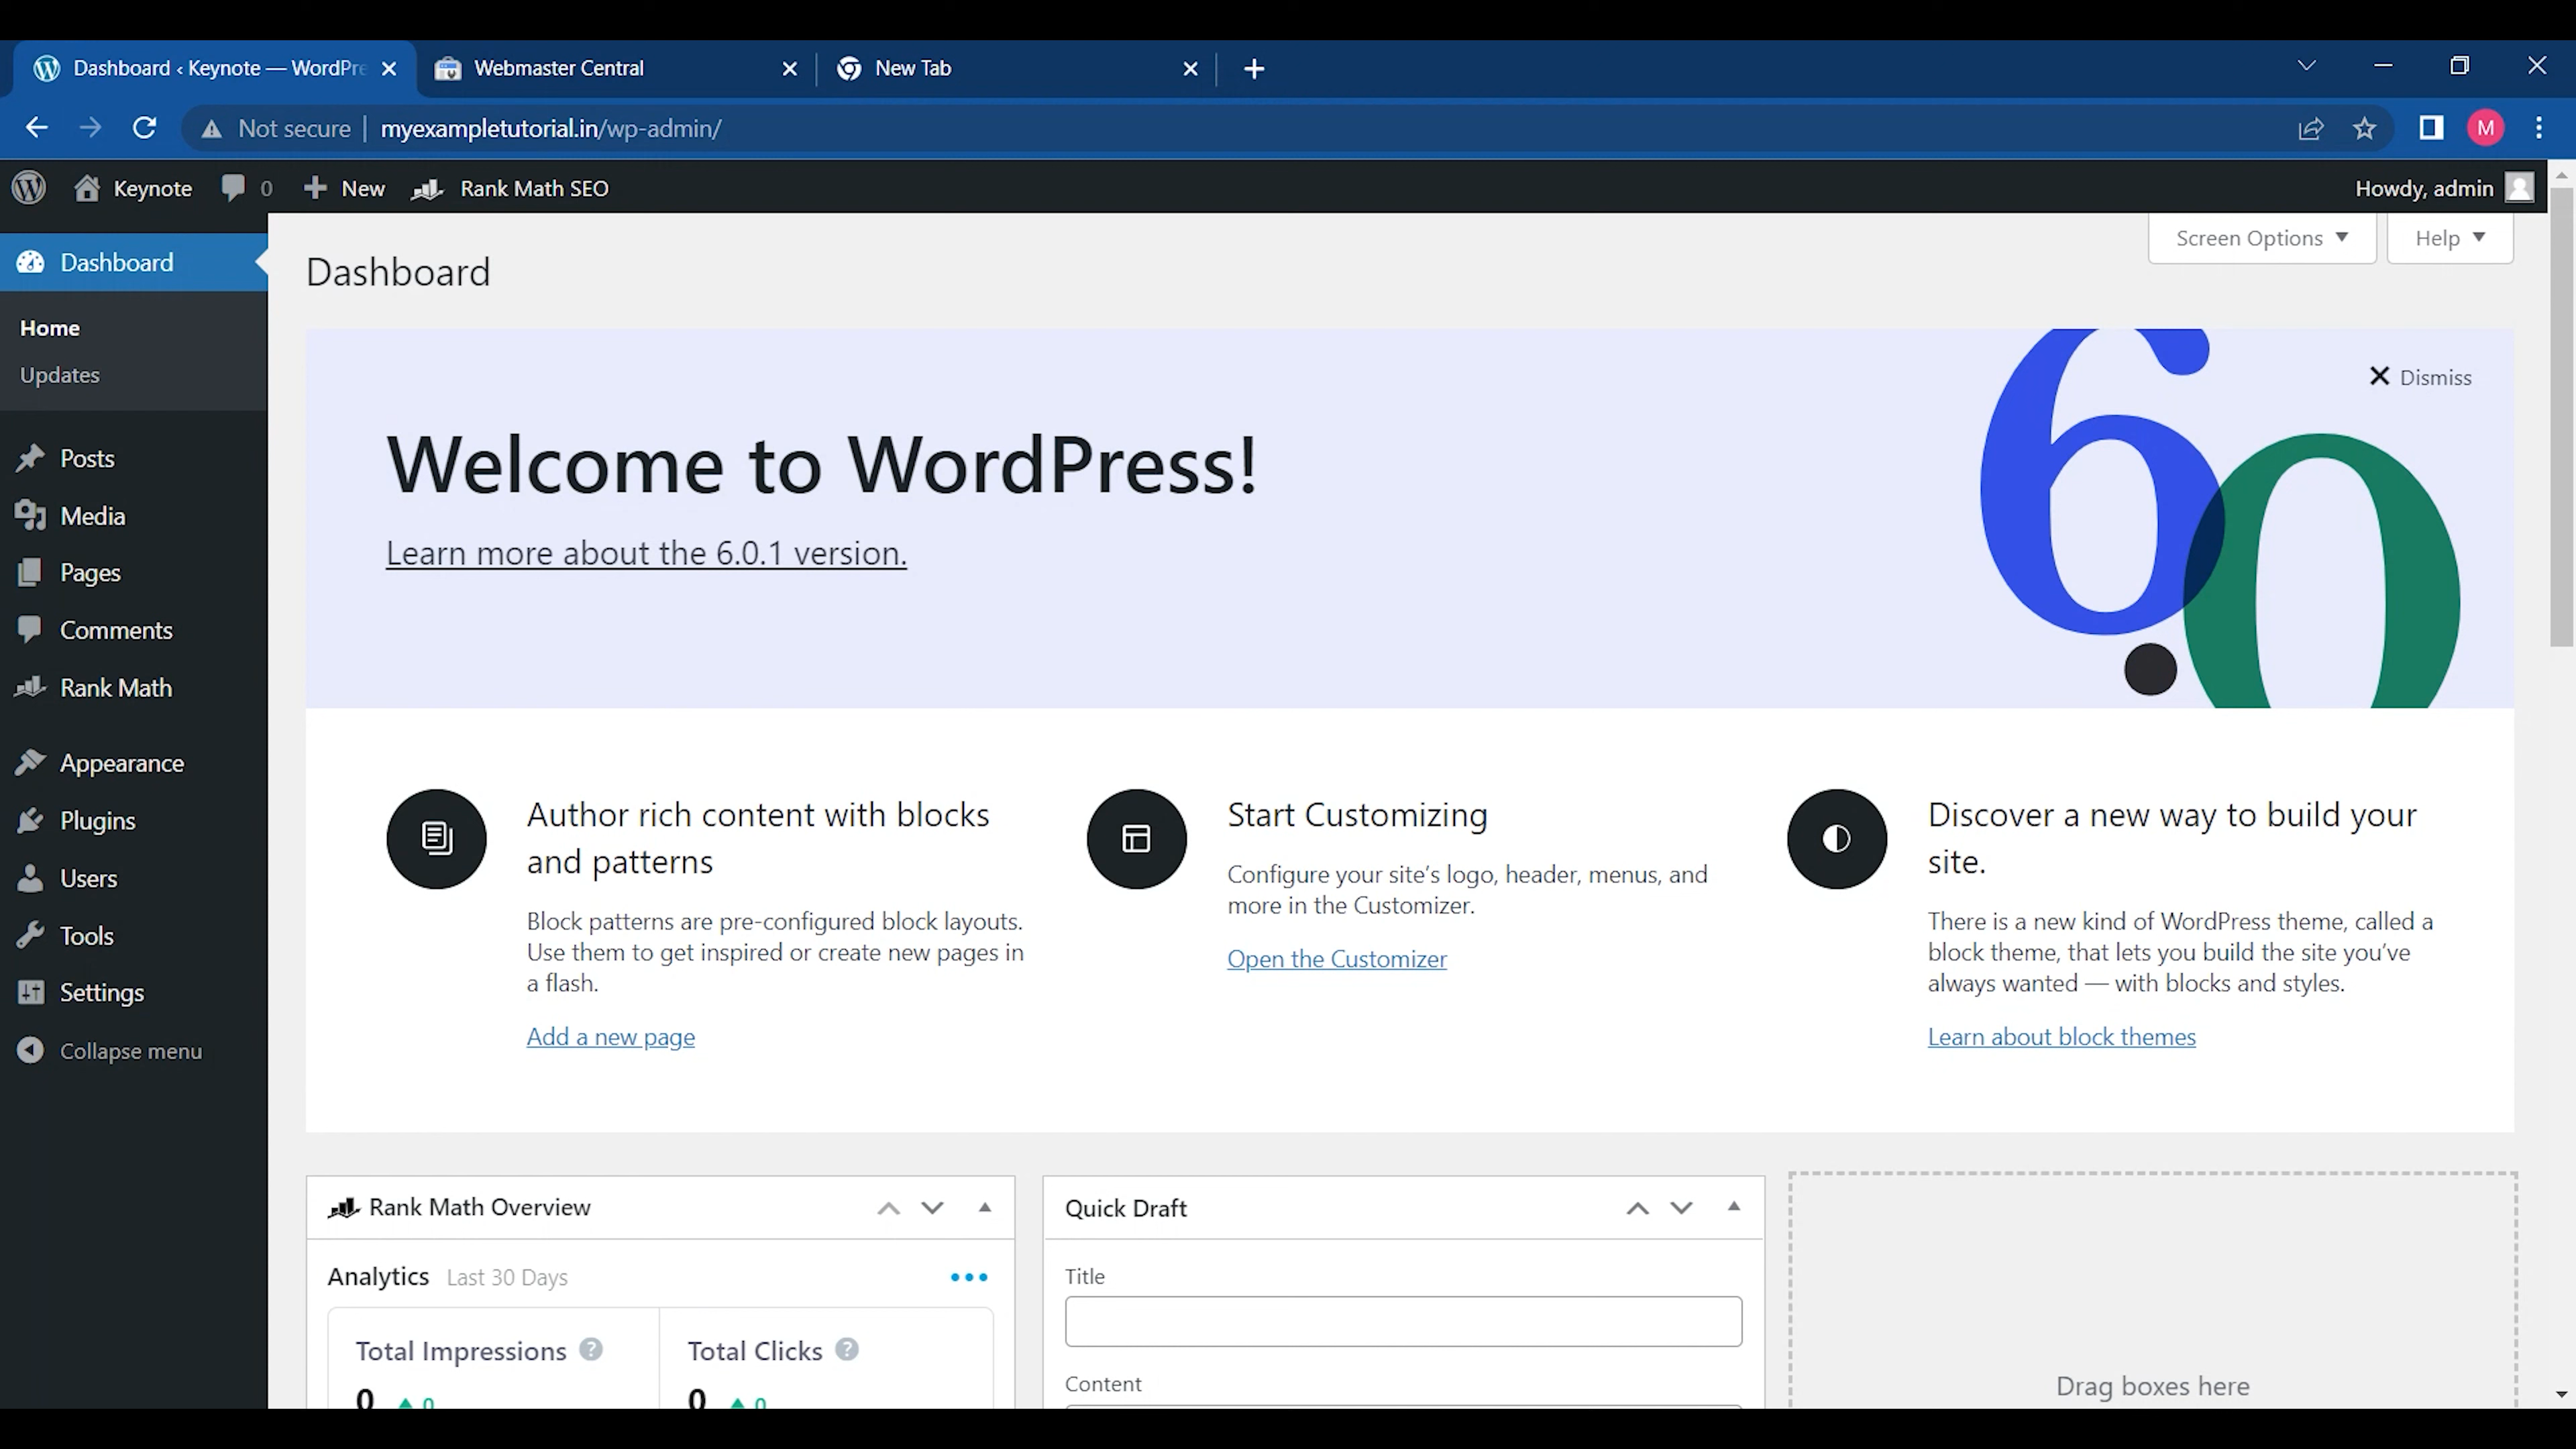 Dashboard ‹ Keynote — WordPre
Webmaster Central
New Tab
Not secure
myexampletutorial.in/wp-admin/
M
Keynote
0
New
Rank Math SEO
Howdy, admin
Dashboard
Home
Updates
Posts
Media
Pages
Comments
Rank Math
Appearance
Plugins
Users
Tools
Settings
Collapse menu
Dashboard
Screen Options
Help
Dismiss
Welcome to WordPress!
Learn more about the 6.0.1 version.
6.0
Author rich content with blocks
and patterns
Block patterns are pre-configured block layouts.
Use them to get inspired or create new pages in
a flash.
Add a new page
Start Customizing
Configure your site’s logo, header, menus, and
more in the Customizer.
Open the Customizer
Discover a new way to build your
site.
There is a new kind of WordPress theme, called a
block theme, that lets you build the site you’ve
always wanted — with blocks and styles.
Learn about block themes
Rank Math Overview
Analytics Last 30 Days
Total Impressions ?
0 0
Total Clicks ?
0 0
Quick Draft
Title
Content
Drag boxes here